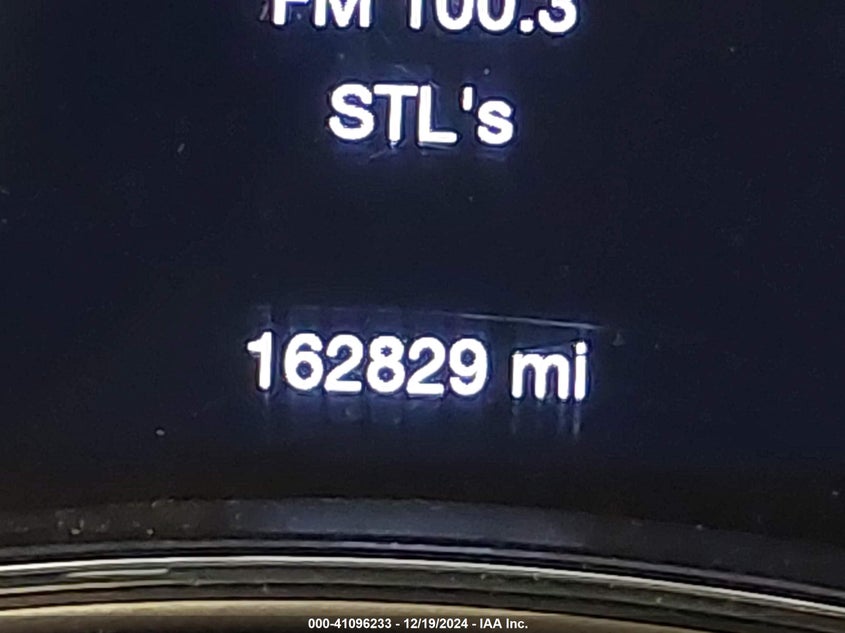 FM 100.3
STL's
162829 mi
000-41096233 - 12/19/2024 - IAA Inc.